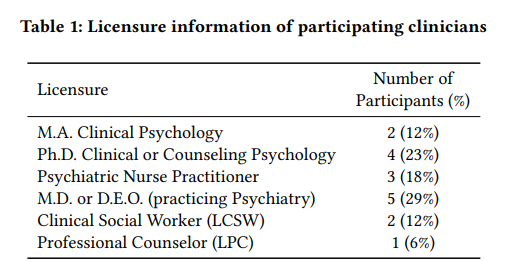 Table 1: Licensure information of participating clinicians
Licensure
Number of
Participants (%)
M.A. Clinical Psychology 2 (12%)
Ph.D. Clinical or Counseling Psychology 4 (23%)
Psychiatric Nurse Practitioner 3 (18%)
M.D. or D.E.O. (practicing Psychiatry) 5 (29%)
Clinical Social Worker (LCSW) 2 (12%)
Professional Counselor (LPC) 1 (6%)